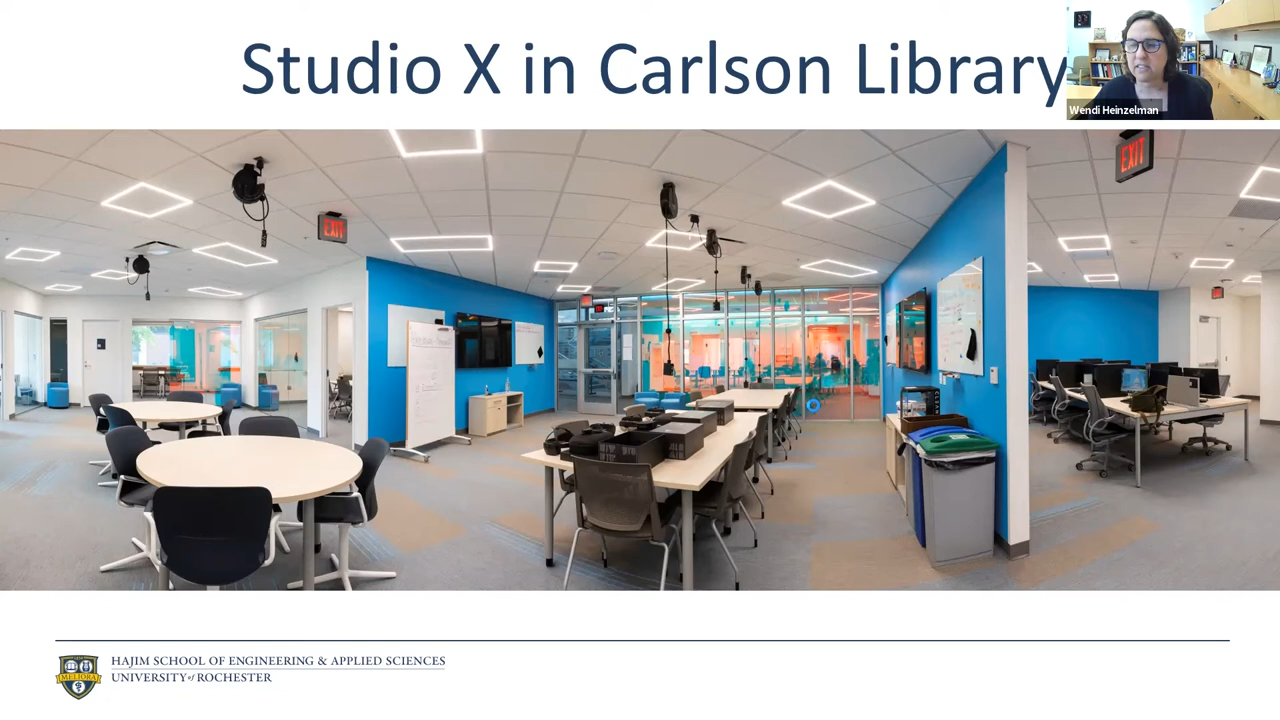 Studio X in Carlson Library
Wendi Heinzelman
EXIT
EXIT
HAJIM SCHOOL OF ENGINEERING & APPLIED SCIENCES
UNIVERSITY of ROCHESTER
MELIORA